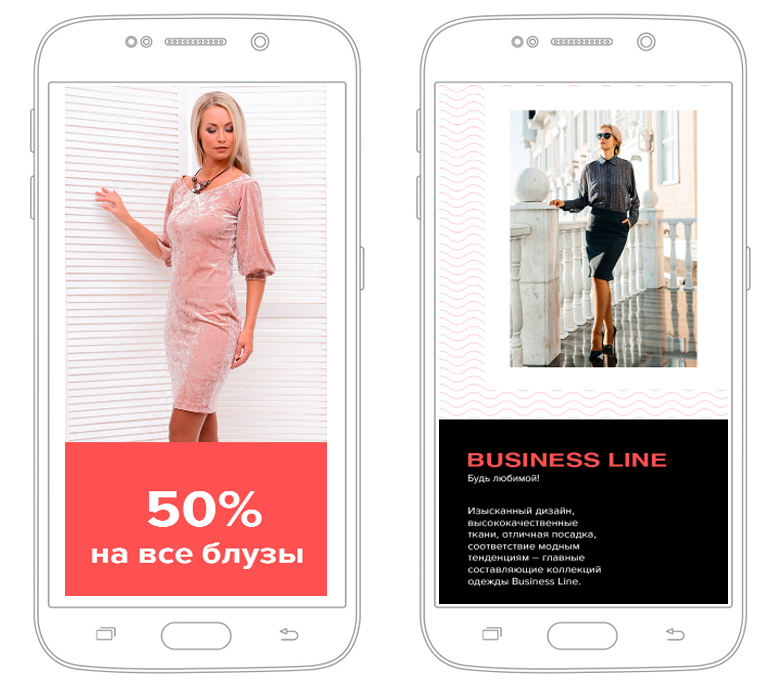 50%
на все блузы
BUSINESS LINE
Будь любимой!
Изысканный дизайн,
высококачественные
ткани, отличная посадка,
соответствие модным
тенденциям – главные
составляющие коллекций
одежды Business Line.